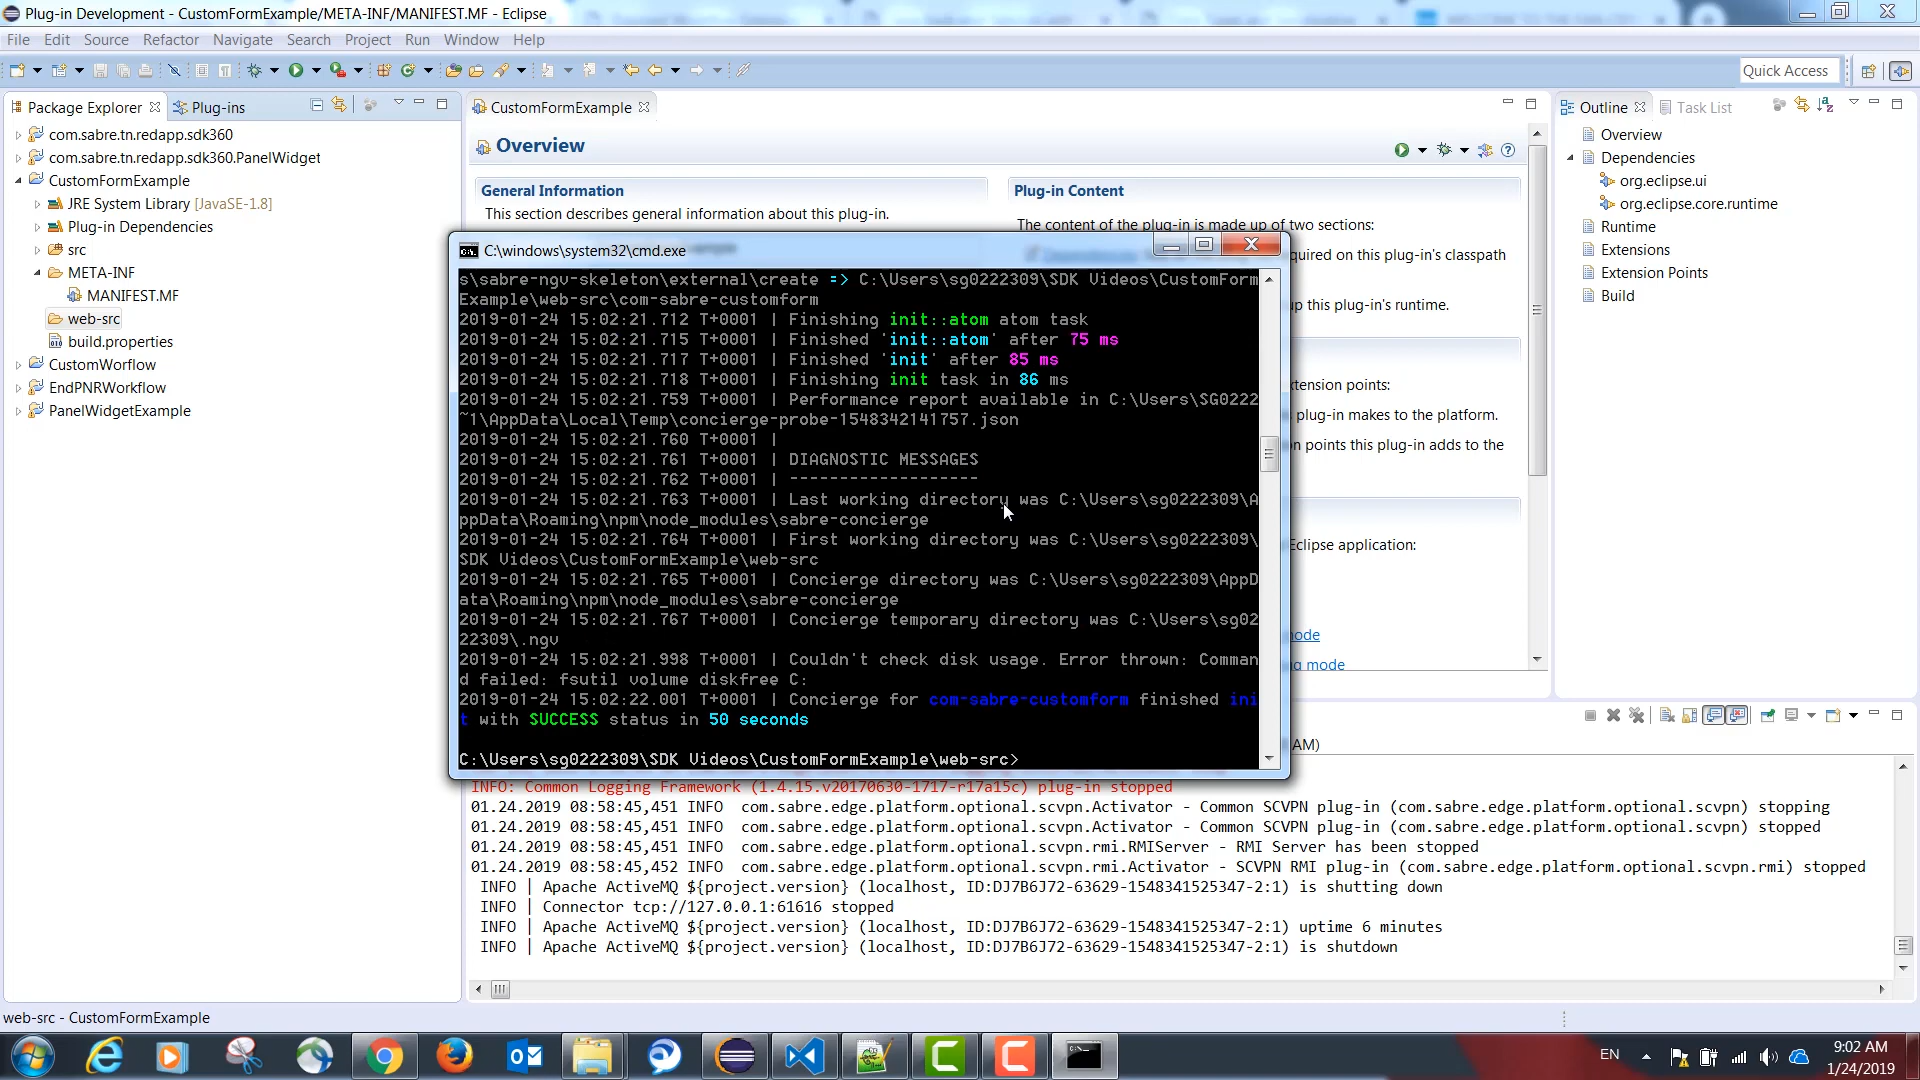 Plug-in Development - CustomFormExample/META-INF/MANIFEST.MF - Eclipse
File Edit Source Refactor Navigate Search Project Run Window Help
Quick Access
Package Explorer
Plug-ins
com.sabre.tn.redapp.sdk360
com.sabre.tn.redapp.sdk360.PanelWidget
CustomFormExample
JRE System Library [JavaSE-1.8]
Plug-in Dependencies
src
META-INF
MANIFEST.MF
web-src
build.properties
CustomWorflow
EndPNRWorkflow
PanelWidgetExample
CustomFormExample
Overview
General Information
This section describes general information about this plug-in.
Plug-in Content
The content of the plug-in is made up of two sections:
quired on this plug-in's classpath
up this plug-in's runtime.
xtension points:
plug-in makes to the platform.
on points this plug-in adds to the
Eclipse application:
node
g mode
Outline
Task List
Overview
Dependencies
org.eclipse.ui
org.eclipse.core.runtime
Runtime
Extensions
Extension Points
Build
C:\windows\system32\cmd.exe
s\sabre-ngv-skeleton\external\create => C:\Users\sg0222309\SDK Videos\CustomForm
Example\web-src\com-sabre-customform
2019-01-24 15:02:21.712 T+0001 | Finishing init::atom atom task
2019-01-24 15:02:21.715 T+0001 | Finished 'init::atom' after 75 ms
2019-01-24 15:02:21.717 T+0001 | Finished 'init' after 85 ms
2019-01-24 15:02:21.718 T+0001 | Finishing init task in 86 ms
2019-01-24 15:02:21.759 T+0001 | Performance report available in C:\Users\SG0222
~1\AppData\Local\Temp\concierge-probe-1548342141757.json
2019-01-24 15:02:21.760 T+0001 |
2019-01-24 15:02:21.761 T+0001 | DIAGNOSTIC MESSAGES
2019-01-24 15:02:21.762 T+0001 | -------------------
2019-01-24 15:02:21.763 T+0001 | Last working directory was C:\Users\sg0222309\A
ppData\Roaming\npm\node_modules\sabre-concierge
2019-01-24 15:02:21.764 T+0001 | First working directory was C:\Users\sg0222309\
SDK Videos\CustomFormExample\web-src
2019-01-24 15:02:21.765 T+0001 | Concierge directory was C:\Users\sg0222309\AppD
ata\Roaming\npm\node_modules\sabre-concierge
2019-01-24 15:02:21.767 T+0001 | Concierge temporary directory was C:\Users\sg02
22309\.ngv
2019-01-24 15:02:21.998 T+0001 | Couldn't check disk usage. Error thrown: Comman
d failed: fsutil volume diskfree C:
2019-01-24 15:02:22.001 T+0001 | Concierge for com-sabre-customform finished ini
t with SUCCESS status in 50 seconds
C:\Users\sg0222309\SDK Videos\CustomFormExample\web-src>
AM)
INFO: Common Logging Framework (1.4.15.v20170630-1717-r17a15c) plug-in stopped
01.24.2019 08:58:45,451 INFO com.sabre.edge.platform.optional.scvpn.Activator - Common SCVPN plug-in (com.sabre.edge.platform.optional.scvpn) stopping
01.24.2019 08:58:45,451 INFO com.sabre.edge.platform.optional.scvpn.Activator - Common SCVPN plug-in (com.sabre.edge.platform.optional.scvpn) stopped
01.24.2019 08:58:45,451 INFO com.sabre.edge.platform.optional.scvpn.rmi.RMIServer - RMI Server has been stopped
01.24.2019 08:58:45,452 INFO com.sabre.edge.platform.optional.scvpn.rmi.Activator - SCVPN RMI plug-in (com.sabre.edge.platform.optional.scvpn.rmi) stopped
INFO | Apache ActiveMQ ${project.version} (localhost, ID:DJ7B6J72-63629-1548341525347-2:1) is shutting down
INFO | Connector tcp://127.0.0.1:61616 stopped
INFO | Apache ActiveMQ ${project.version} (localhost, ID:DJ7B6J72-63629-1548341525347-2:1) uptime 6 minutes
INFO | Apache ActiveMQ ${project.version} (localhost, ID:DJ7B6J72-63629-1548341525347-2:1) is shutdown
web-src - CustomFormExample
EN
9:02 AM
1/24/2019